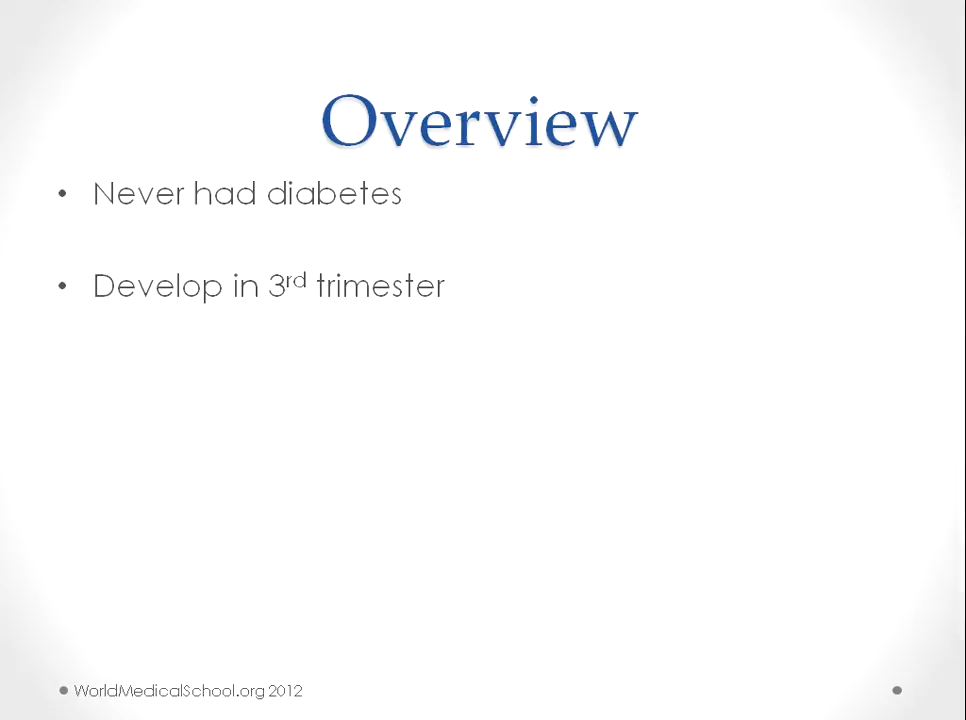 Overview
• Never had diabetes
• Develop in 3rd trimester
WorldMedicalSchool.org 2012